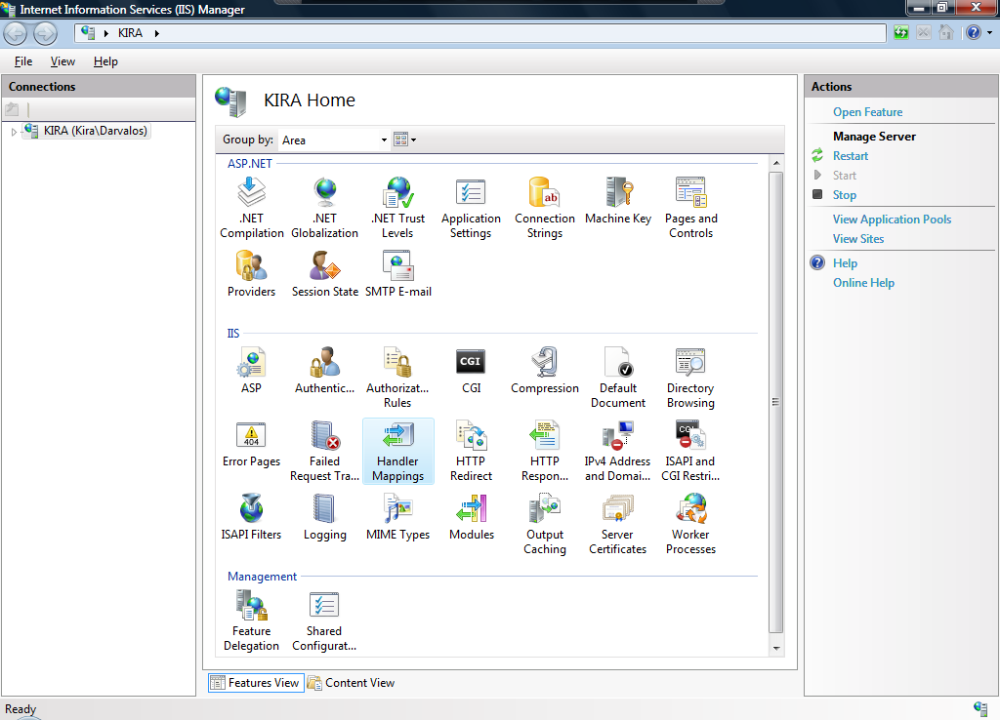 Internet Information Services (IIS) Manager
KIRA
File View Help
Connections
KIRA (Kira\Darvalos)
KIRA Home
Group by: Area
ASP.NET
.NET Compilation
.NET Globalization
.NET Trust Levels
Application Settings
Connection Strings
ab
Machine Key
Pages and Controls
Providers
Session State
SMTP E-mail
IIS
ASP
Authentic...
Authorizat... Rules
CGI
CGI
Compression
Default Document
Directory Browsing
404
Error Pages
Failed Request Tra...
Handler Mappings
HTTP Redirect
HTTP Respon...
IPv4 Address and Domai...
CGI
ISAPI and CGI Restri...
ISAPI Filters
Logging
MIME Types
Modules
Output Caching
Server Certificates
Worker Processes
Management
Feature Delegation
Shared Configurat...
Features View
Content View
Actions
Open Feature
Manage Server
Restart
Start
Stop
View Application Pools
View Sites
Help
Online Help
Ready